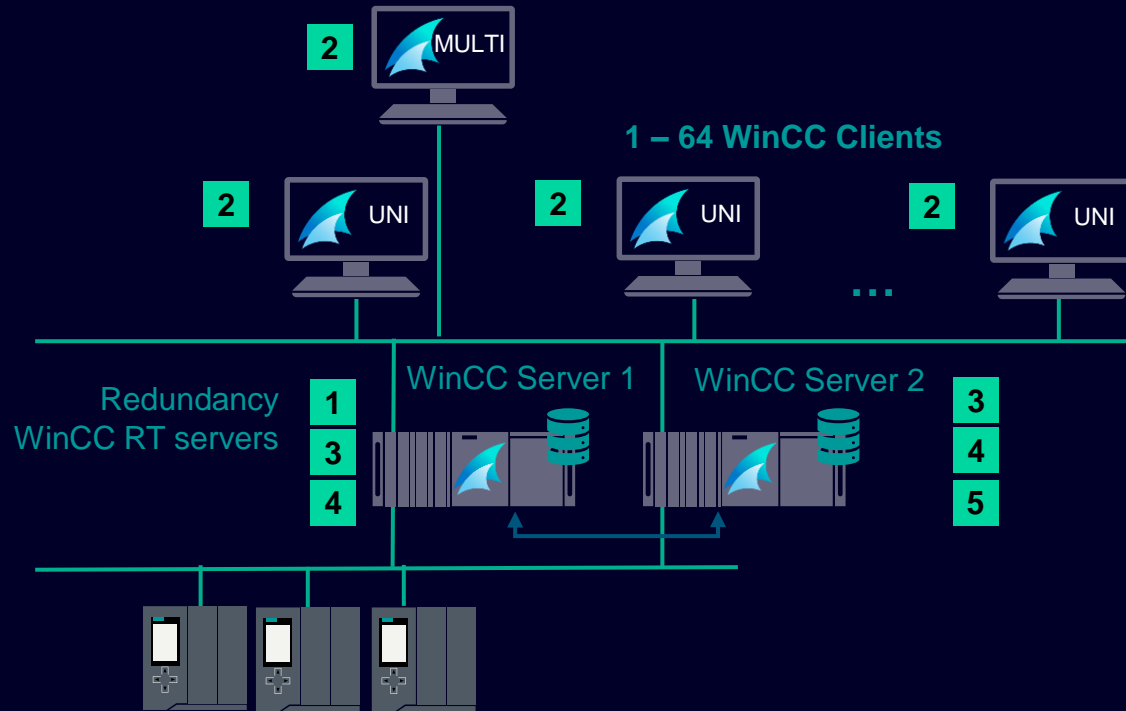 2
MULTI
1 – 64 WinCC Clients
2
UNI
2
UNI
2
UNI
...
Redundancy
WinCC RT servers
1
3
4
WinCC Server 1
WinCC Server 2
3
4
5